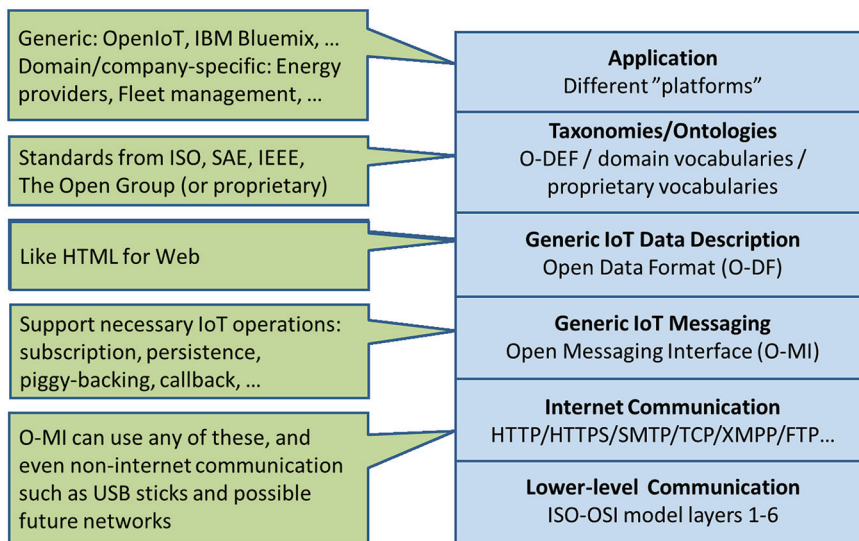 Generic: OpenIoT, IBM Bluemix, ...
Domain/company-specific: Energy
providers, Fleet management, ...
Application
Different ”platforms”
Standards from ISO, SAE, IEEE,
The Open Group (or proprietary)
Taxonomies/Ontologies
O-DEF / domain vocabularies /
proprietary vocabularies
Like HTML for Web
Generic IoT Data Description
Open Data Format (O-DF)
Support necessary IoT operations:
subscription, persistence,
piggy-backing, callback, ...
Generic IoT Messaging
Open Messaging Interface (O-MI)
O-MI can use any of these, and
even non-internet communication
such as USB sticks and possible
future networks
Internet Communication
HTTP/HTTPS/SMTP/TCP/XMPP/FTP...
Lower-level Communication
ISO-OSI model layers 1-6